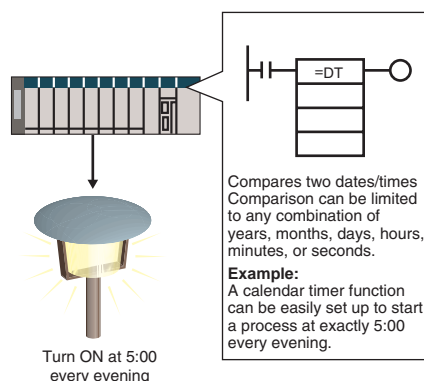 =DT
Compares two dates/times
Comparison can be limited
to any combination of
years, months, days, hours,
minutes, or seconds.
Example:
A calendar timer function
can be easily set up to start
a process at exactly 5:00
every evening.
Turn ON at 5:00
every evening